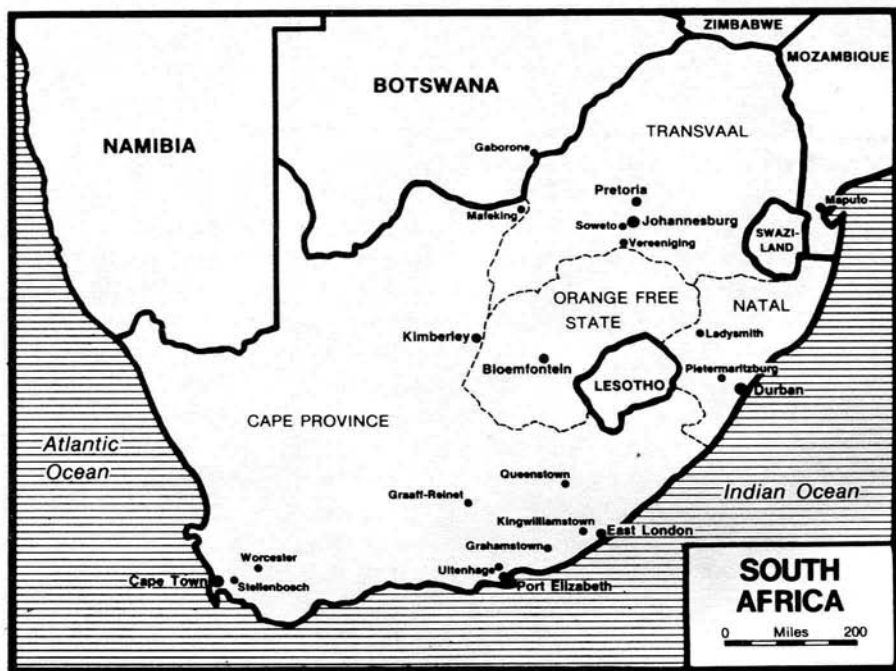 ZIMBABWE
MOZAMBIQUE
BOTSWANA
NAMIBIA
TRANSVAAL
Gaborone
Pretoria
Mafeking
Maputo
Johannesburg
Soweto
SWAZI-
LAND
Vereeniging
ORANGE FREE
STATE
NATAL
Kimberley
Ladysmith
Bloemfontein
Pietermaritzburg
LESOTHO
Durban
CAPE PROVINCE
Atlantic
Ocean
Queenstown
Graaff-Reinet
Indian Ocean
Kingwilliamstown
East London
Grahamstown
Worcester
Uitenhage
Cape Town
Stellenbosch
Port Elizabeth
SOUTH
AFRICA
0 Miles 200